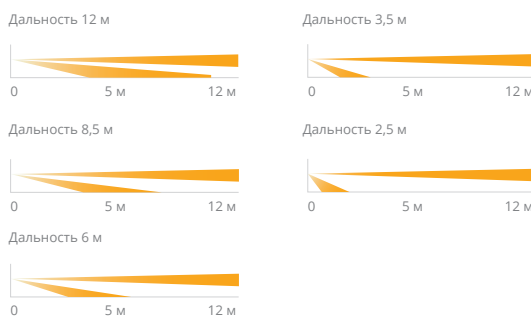 Дальность 12 м
0 5 м 12 м
Дальность 8,5 м
0 5 м 12 м
Дальность 6 м
0 5 м 12 м
Дальность 3,5 м
0 5 м 12 м
Дальность 2,5 м
0 5 м 12 м